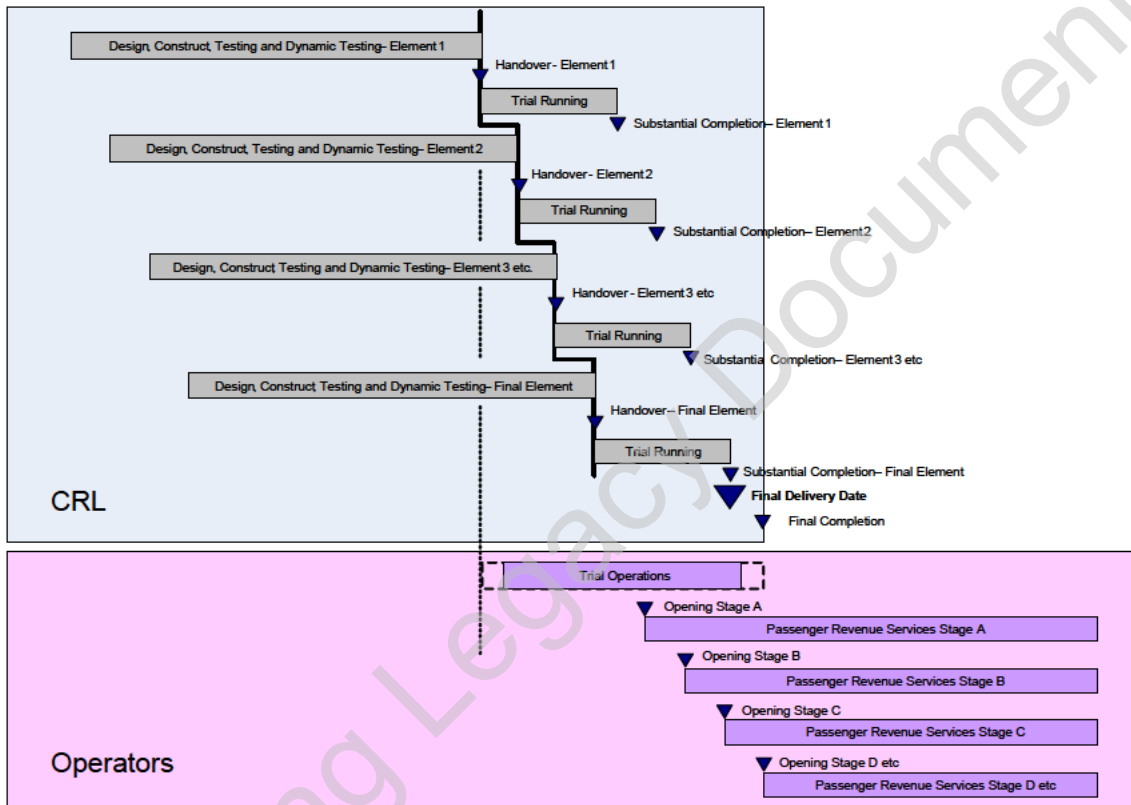 Design, Construct, Testing and Dynamic Testing– Element 1
Handover - Element 1
Trial Running
Substantial Completion– Element 1
Design, Construct, Testing and Dynamic Testing– Element 2
Handover - Element 2
Trial Running
Substantial Completion– Element 2
Design, Construct, Testing and Dynamic Testing– Element 3 etc.
Handover - Element 3 etc
Trial Running
Substantial Completion– Element 3 etc
Design, Construct, Testing and Dynamic Testing– Final Element
Handover– Final Element
Trial Running
Substantial Completion– Final Element
Final Delivery Date
CRL
Final Completion
Trial Operations
Opening Stage A
Passenger Revenue Services Stage A
Opening Stage B
Passenger Revenue Services Stage B
Opening Stage C
Passenger Revenue Services Stage C
Operators
Opening Stage D etc
Passenger Revenue Services Stage D etc
Legacy Document